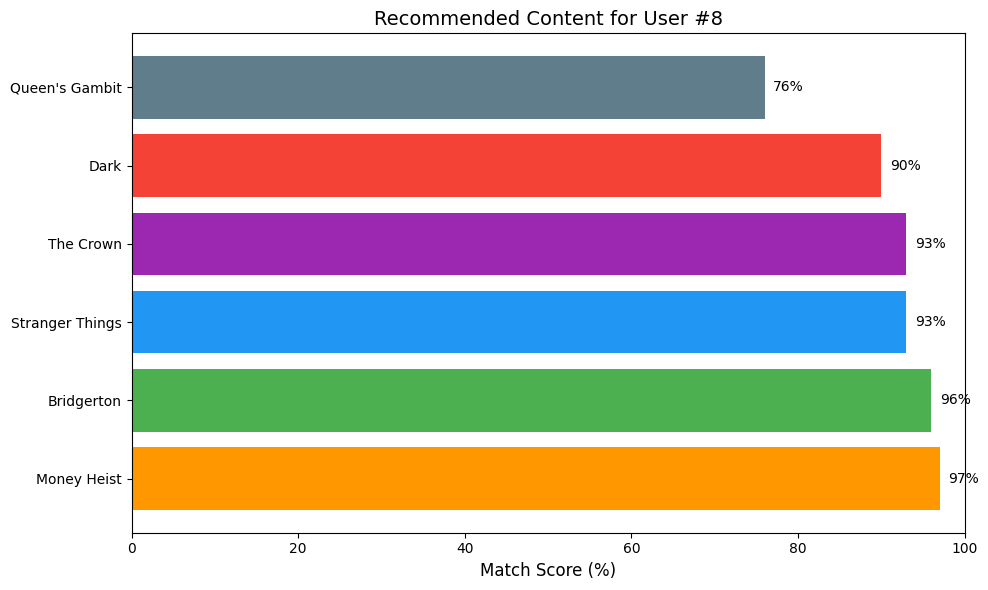 Recommended Content for User #8
Queen's Gambit
76%
Dark
90%
The Crown
93%
Stranger Things
93%
Bridgerton
96%
Money Heist
97%
0 20 40 60 80 100
Match Score (%)